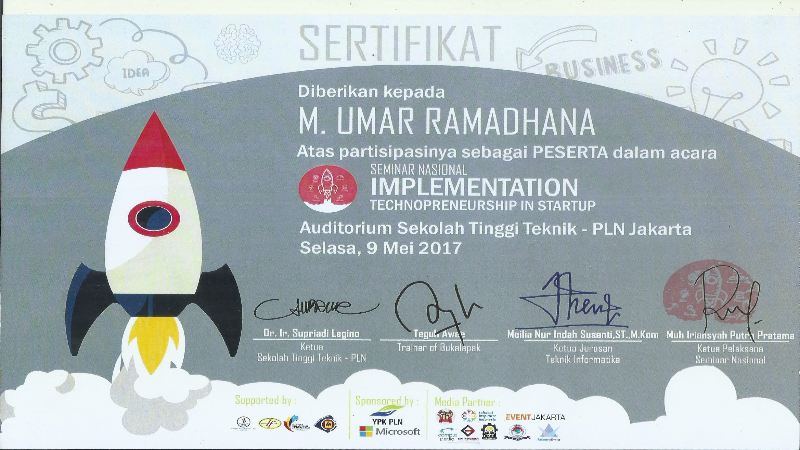 SERTIFIKAT
IDEA
BUSINESS
Diberikan kepada
M. UMAR RAMADHANA
Atas partisipasinya sebagai PESERTA dalam acara
SEMINAR NASIONAL
IMPLEMENTATION
TECHNOPRENEURSHIP IN STARTUP
Auditorium Sekolah Tinggi Teknik - PLN Jakarta
Selasa, 9 Mei 2017
Dr. Ir. Supriadi Legino
Ketua
Sekolah Tinggi Teknik - PLN
Teguh
Trainer of Bukalapak
Meilia Nur Indah Susanti,ST.,M.Kom
Ketua Jurusan
Teknik Informatika
Muh Irlansyah Putra Pratama
Ketua Pelaksana
Seminar Nasional
Supported by :
Sponsored by :
YPK PLN
Microsoft
Media Partner :
EVENTJAKARTA